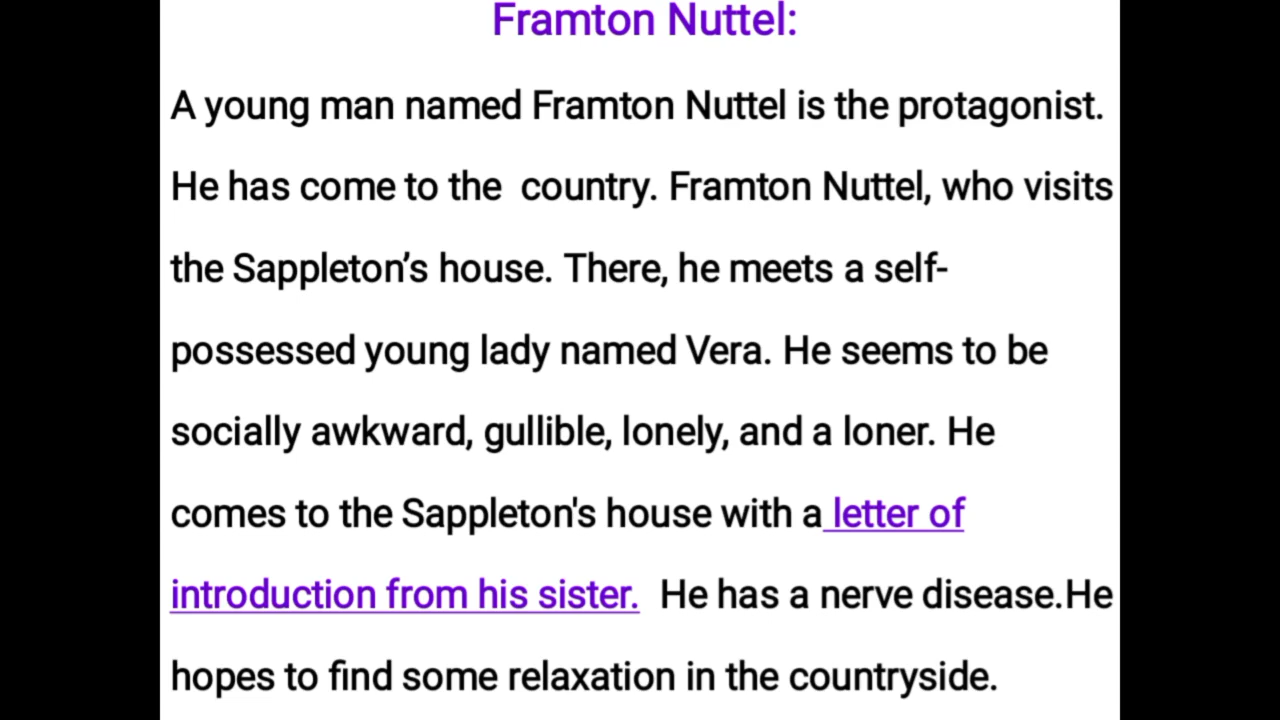 Framton Nuttel:
A young man named Framton Nuttel is the protagonist.
He has come to the  country. Framton Nuttel, who visits
the Sappleton’s house. There, he meets a self-
possessed young lady named Vera. He seems to be
socially awkward, gullible, lonely, and a loner. He
comes to the Sappleton's house with a letter of
introduction from his sister.  He has a nerve disease.He
hopes to find some relaxation in the countryside.